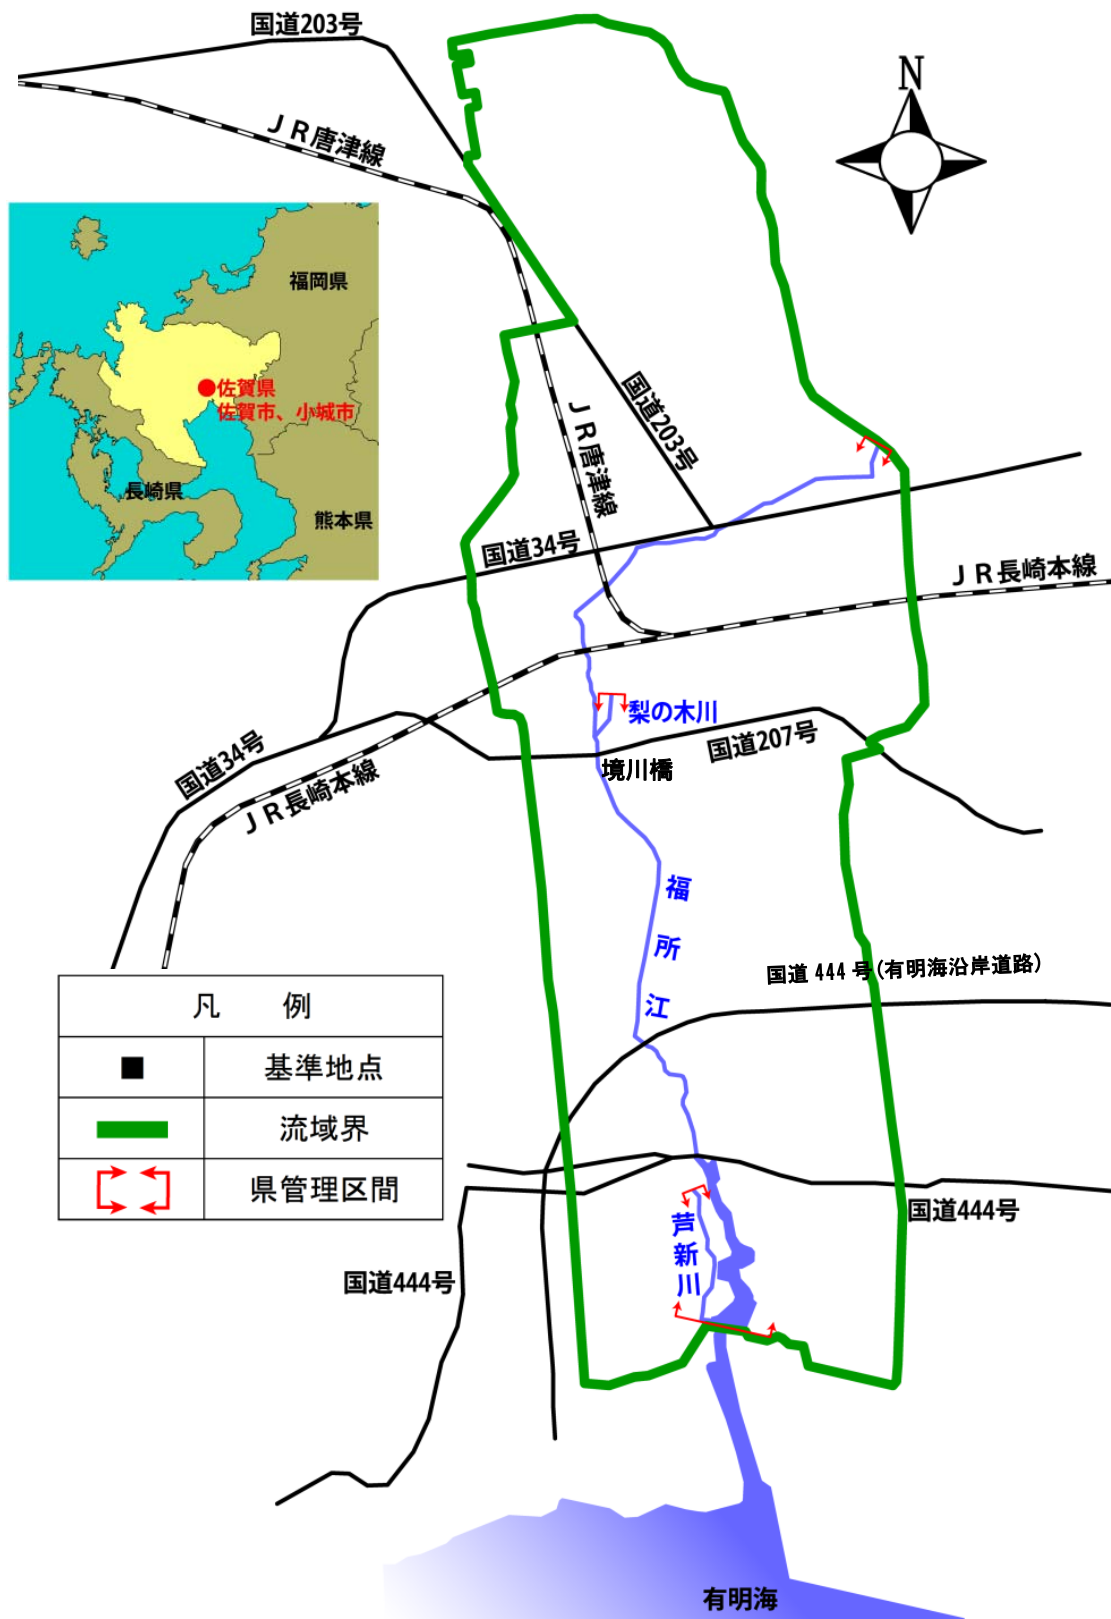 国道203号
N
ＪＲ唐津線
福岡県
佐賀県
佐賀市、小城市
長崎県
熊本県
国道203号
ＪＲ唐津線
国道34号
ＪＲ長崎本線
梨の木川
国道207号
国道34号
境川橋
ＪＲ長崎本線
福所江
国道 444 号(有明海沿岸道路)
凡　例
基準地点
流域界
県管理区間
国道444号
芦新川
国道444号
有明海